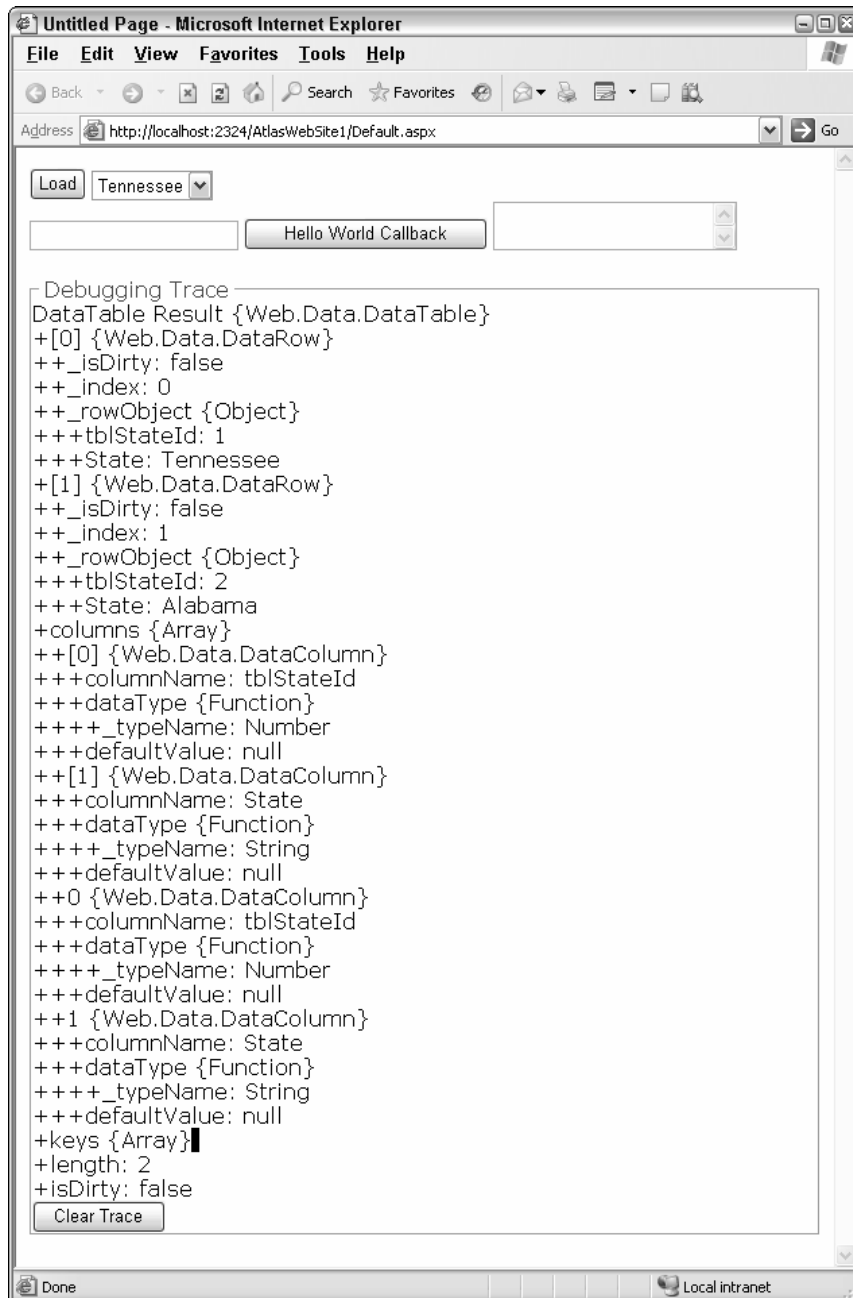 Untitled Page - Microsoft Internet Explorer
File Edit View Favorites Tools Help
Back Search Favorites
Address http://localhost:2324/AtlasWebSite1/Default.aspx Go
Load Tennessee
Hello World Callback
Debugging Trace
DataTable Result {Web.Data.DataTable}
+[0] {Web.Data.DataRow}
++_isDirty: false
++_index: 0
++_rowObject {Object}
+++tblStateId: 1
+++State: Tennessee
+[1] {Web.Data.DataRow}
++_isDirty: false
++_index: 1
++_rowObject {Object}
+++tblStateId: 2
+++State: Alabama
+columns {Array}
++[0] {Web.Data.DataColumn}
+++columnName: tblStateId
+++dataType {Function}
++++_typeName: Number
+++defaultValue: null
++[1] {Web.Data.DataColumn}
+++columnName: State
+++dataType {Function}
++++_typeName: String
+++defaultValue: null
++0 {Web.Data.DataColumn}
+++columnName: tblStateId
+++dataType {Function}
++++_typeName: Number
+++defaultValue: null
++1 {Web.Data.DataColumn}
+++columnName: State
+++dataType {Function}
++++_typeName: String
+++defaultValue: null
+keys {Array}
+length: 2
+isDirty: false
Clear Trace
Done Local intranet